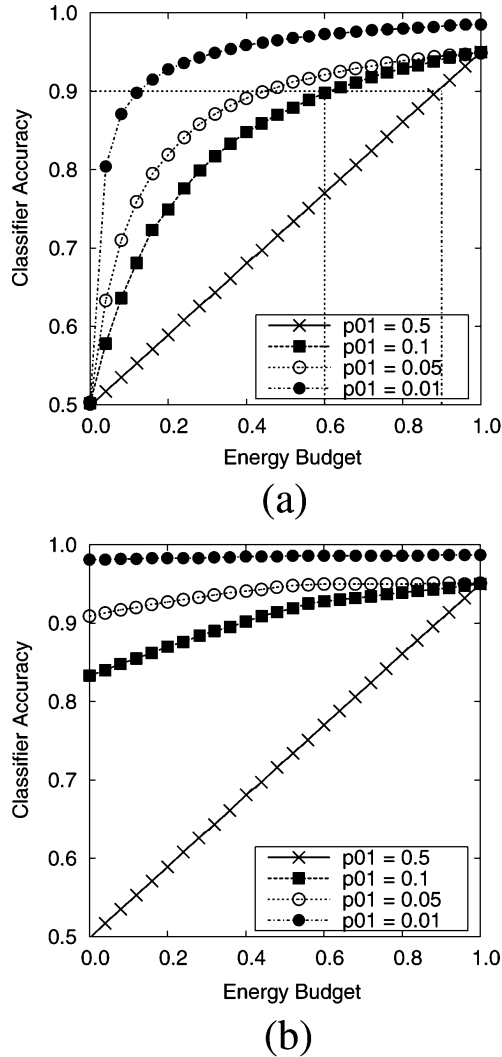 1.0
0.9
0.8
0.7
0.6
0.5
Classifier Accuracy
p01 = 0.5
p01 = 0.1
p01 = 0.05
p01 = 0.01
0.0 0.2 0.4 0.6 0.8 1.0
Energy Budget
(a)
1.0
0.9
0.8
0.7
0.6
0.5
Classifier Accuracy
p01 = 0.5
p01 = 0.1
p01 = 0.05
p01 = 0.01
0.0 0.2 0.4 0.6 0.8 1.0
Energy Budget
(b)